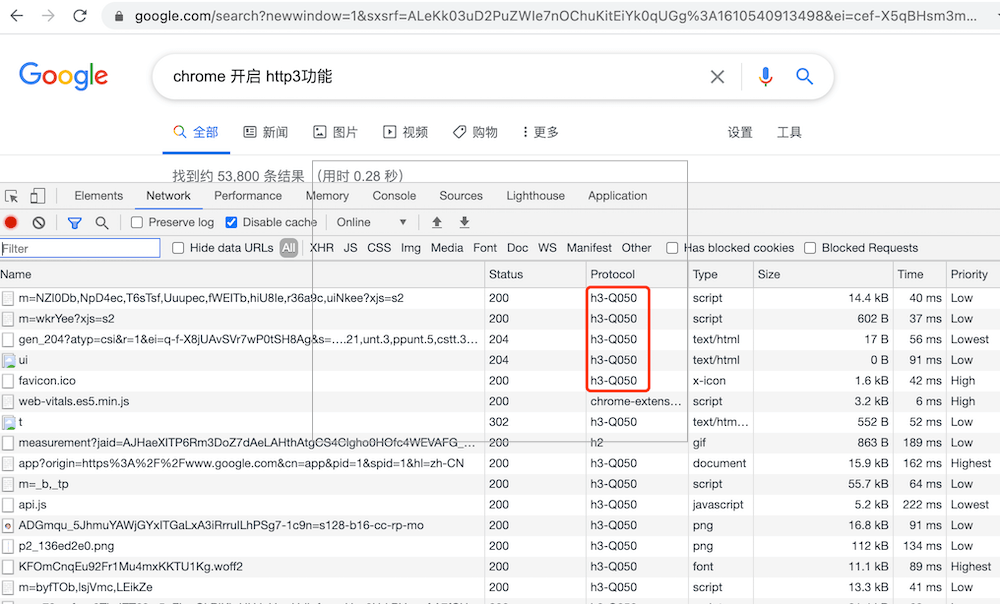 google.com/search?newwindow=1&sxsrf=ALeKk03uD2PuZWIe7nOChuKitEiYk0qUGg%3A1610540913498&ei=cef-X5qBHsm3m...
Google chrome 开启 http3功能
全部 新闻 图片 视频 购物 更多 设置 工具
找到约 53,800 条结果 (用时 0.28 秒)
Elements Network Performance Memory Console Sources Lighthouse Application
Preserve log Disable cache Online
Filter Hide data URLs All XHR JS CSS Img Media Font Doc WS Manifest Other Has blocked cookies Blocked Requests
Name Status Protocol Type Size Time Priority
m=NZI0Db,NpD4ec,T6sTsf,Uuupec,fWEITb,hiU8Ie,r36a9c,uiNkee?xjs=s2 200 h3-Q050 script 14.4 kB 40 ms Low
m=wkrYee?xjs=s2 200 h3-Q050 script 602 B 37 ms Low
gen_204?atyp=csi&r=1&ei=q-f-X8jUAvSVr7wP0tSH8Ag&s=....21,unt.3,ppunt.5,cstt.3... 204 h3-Q050 text/html 17 B 56 ms Lowest
ui 204 h3-Q050 text/html 0 B 91 ms Low
favicon.ico 200 h3-Q050 x-icon 1.6 kB 42 ms High
web-vitals.es5.min.js 200 chrome-extens... script 3.2 kB 6 ms High
t 302 h3-Q050 text/htm... 552 B 52 ms Low
measurement?jaid=AJHaeXITP6Rm3DoZ7dAeLAHthAtgCS4Clgho0HOfc4WEVAFG_... 200 h2 gif 863 B 189 ms Low
app?origin=https%3A%2F%2Fwww.google.com&cn=app&pid=1&spid=1&hl=zh-CN 200 h3-Q050 document 15.9 kB 162 ms Highest
m=_b,_tp 200 h3-Q050 script 55.7 kB 64 ms Low
api.js 200 h3-Q050 javascript 5.2 kB 222 ms Lowest
ADGmqu_5JhmuYAWjGYxITGaLxA3iRrruILhPSg7-1c9n=s128-b16-cc-rp-mo 200 h3-Q050 png 16.8 kB 91 ms Low
p2_136ed2e0.png 200 h3-Q050 png 112 kB 134 ms Low
KFOmCnqEu92Fr1Mu4mxKKTU1Kg.woff2 200 h3-Q050 font 11.1 kB 89 ms Highest
m=byfTOb,lsjVmc,LEikZe 200 h3-Q050 script 13.3 kB 41 ms Low